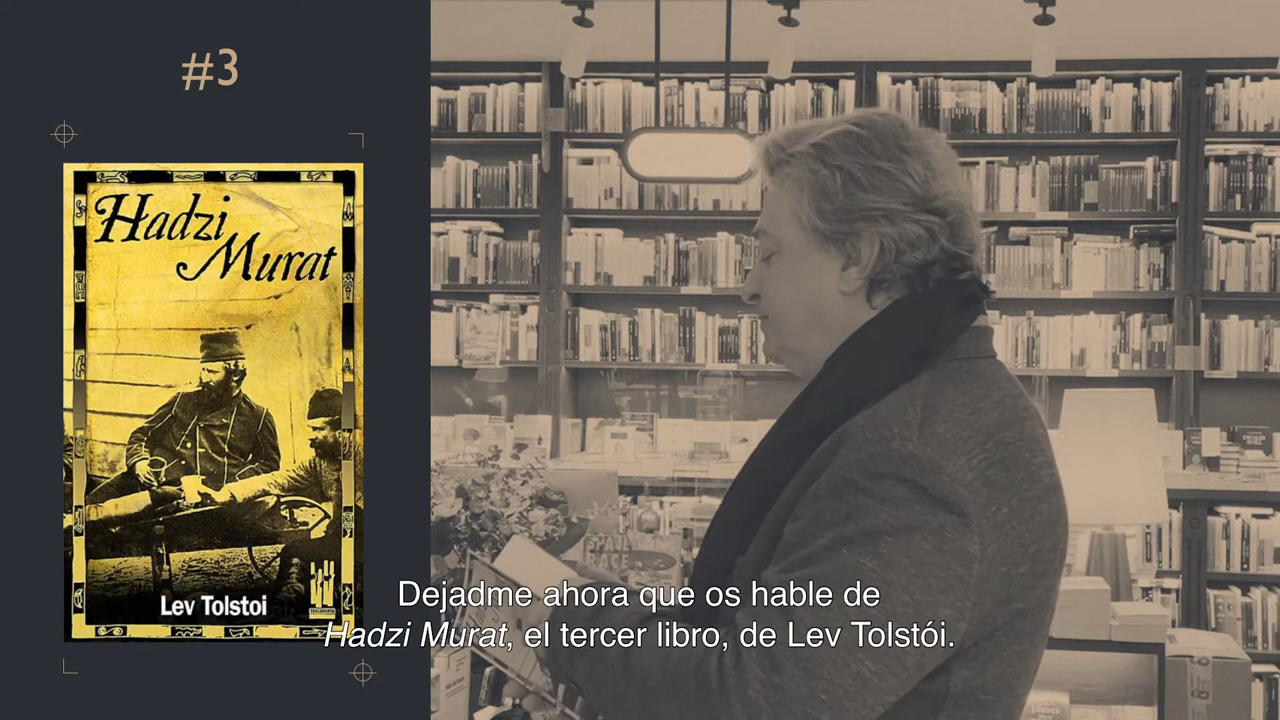 #3
Hadzi
Murat
Lev Tolstoi
TXALAPARTA
Dejadme ahora que os hable de
Hadzi Murat, el tercer libro, de Lev Tolstói.